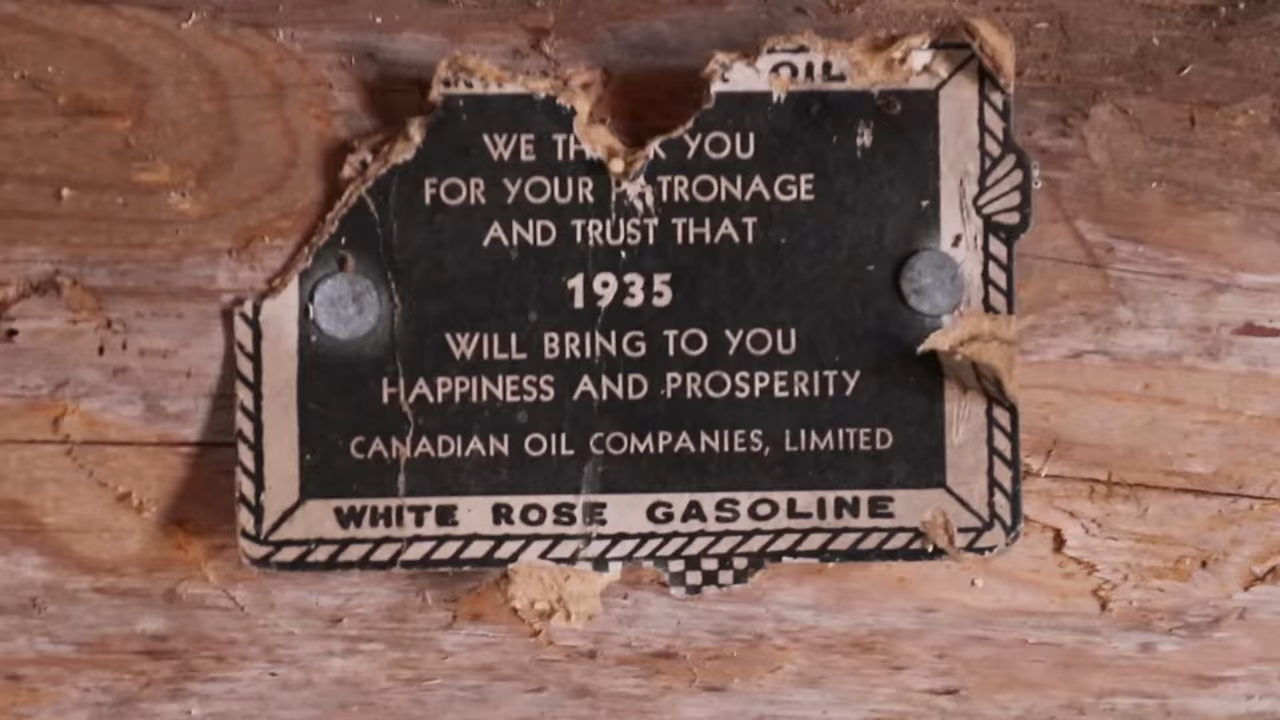 OIL
WE YOU
FOR YOUR
AND TRUST THAT
1935
WILL BRING TO YOU
HAPPINESS AND PROSPERITY
CANADIAN OIL COMPANIES, LIMITED
WHITE ROSE GASOLINE